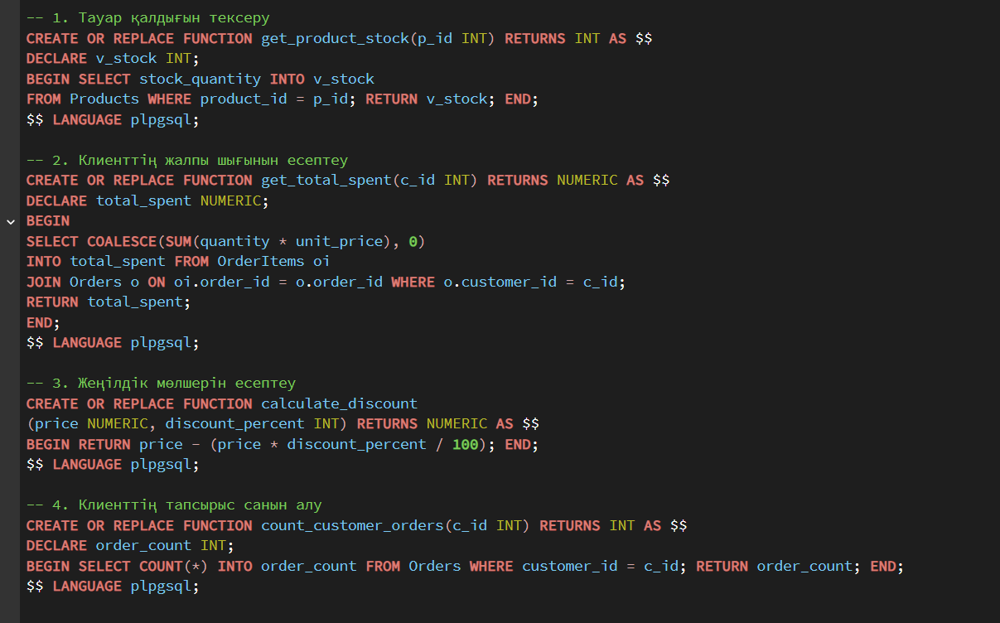 -- 1. Тауар қалдығын тексеру
CREATE OR REPLACE FUNCTION get_product_stock(p_id INT) RETURNS INT AS $$
DECLARE v_stock INT;
BEGIN SELECT stock_quantity INTO v_stock
FROM Products WHERE product_id = p_id; RETURN v_stock; END;
$$ LANGUAGE plpgsql;
-- 2. Клиенттің жалпы шығынын есептеу
CREATE OR REPLACE FUNCTION get_total_spent(c_id INT) RETURNS NUMERIC AS $$
DECLARE total_spent NUMERIC;
BEGIN
SELECT COALESCE(SUM(quantity * unit_price), 0)
INTO total_spent FROM OrderItems oi
JOIN Orders o ON oi.order_id = o.order_id WHERE o.customer_id = c_id;
RETURN total_spent;
END;
$$ LANGUAGE plpgsql;
-- 3. Жеңілдік мөлшерін есептеу
CREATE OR REPLACE FUNCTION calculate_discount
(price NUMERIC, discount_percent INT) RETURNS NUMERIC AS $$
BEGIN RETURN price - (price * discount_percent / 100); END;
$$ LANGUAGE plpgsql;
-- 4. Клиенттің тапсырыс санын алу
CREATE OR REPLACE FUNCTION count_customer_orders(c_id INT) RETURNS INT AS $$
DECLARE order_count INT;
BEGIN SELECT COUNT(*) INTO order_count FROM Orders WHERE customer_id = c_id; RETURN order_count; END;
$$ LANGUAGE plpgsql;